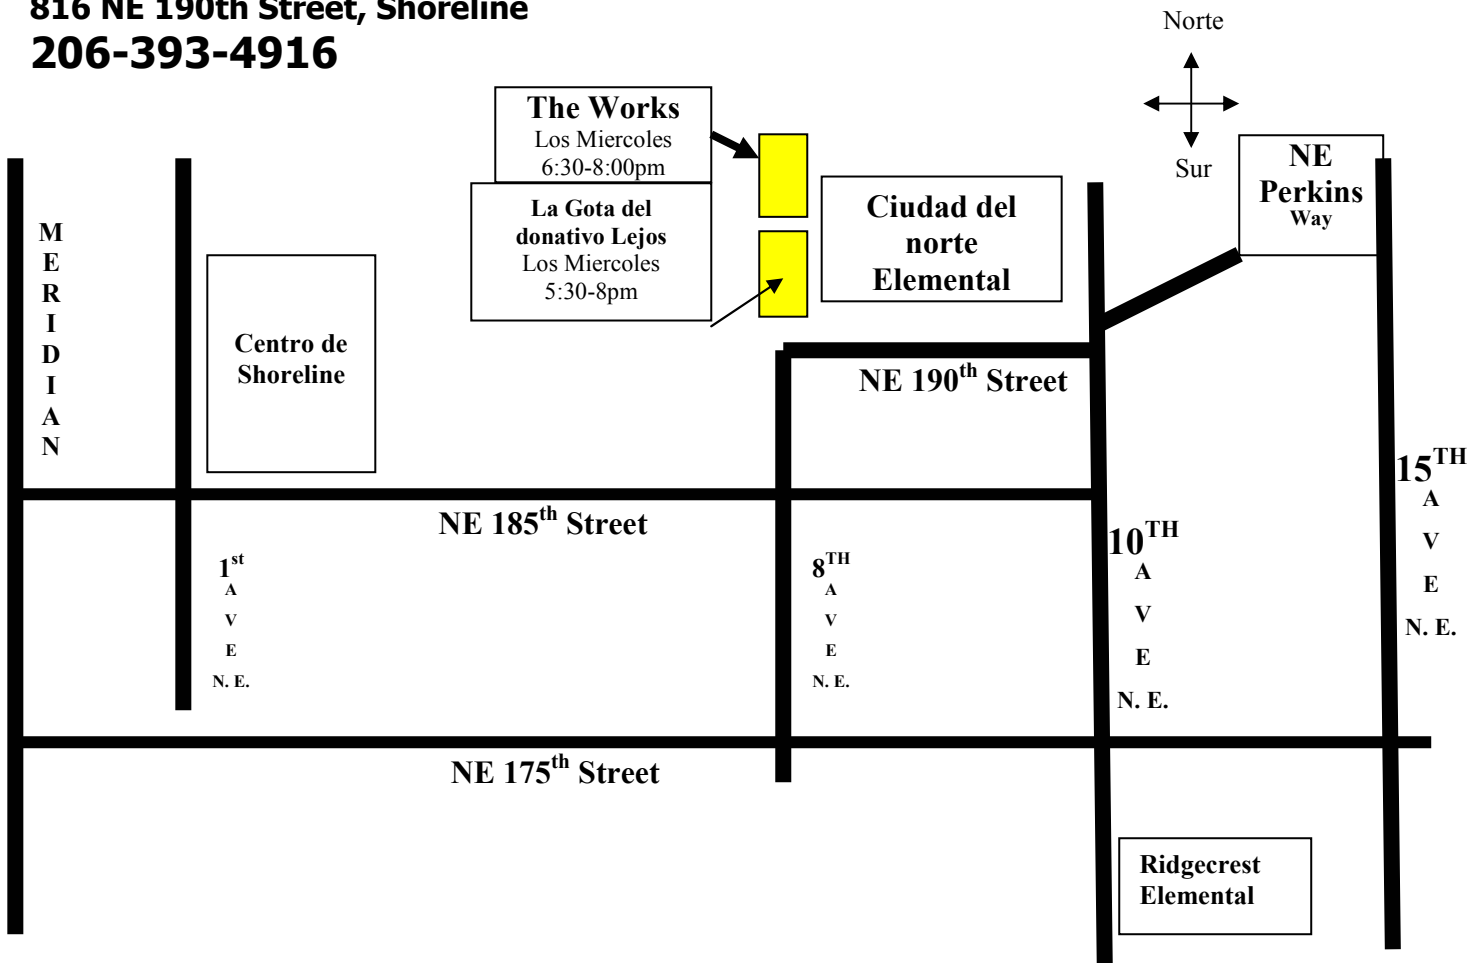 816 NE 190th Street, Shoreline
206-393-4916
Norte
Sur
The Works
Los Miercoles
6:30-8:00pm
La Gota del
donativo Lejos
Los Miercoles
5:30-8pm
Ciudad del
norte
Elemental
NE
Perkins
Way
M
E
R
I
D
I
A
N
Centro de
Shoreline
NE 190th Street
NE 185th Street
1st
A
V
E
N. E.
8TH
A
V
E
N. E.
10TH
A
V
E
N. E.
15TH
A
V
E
N. E.
NE 175th Street
Ridgecrest
Elemental